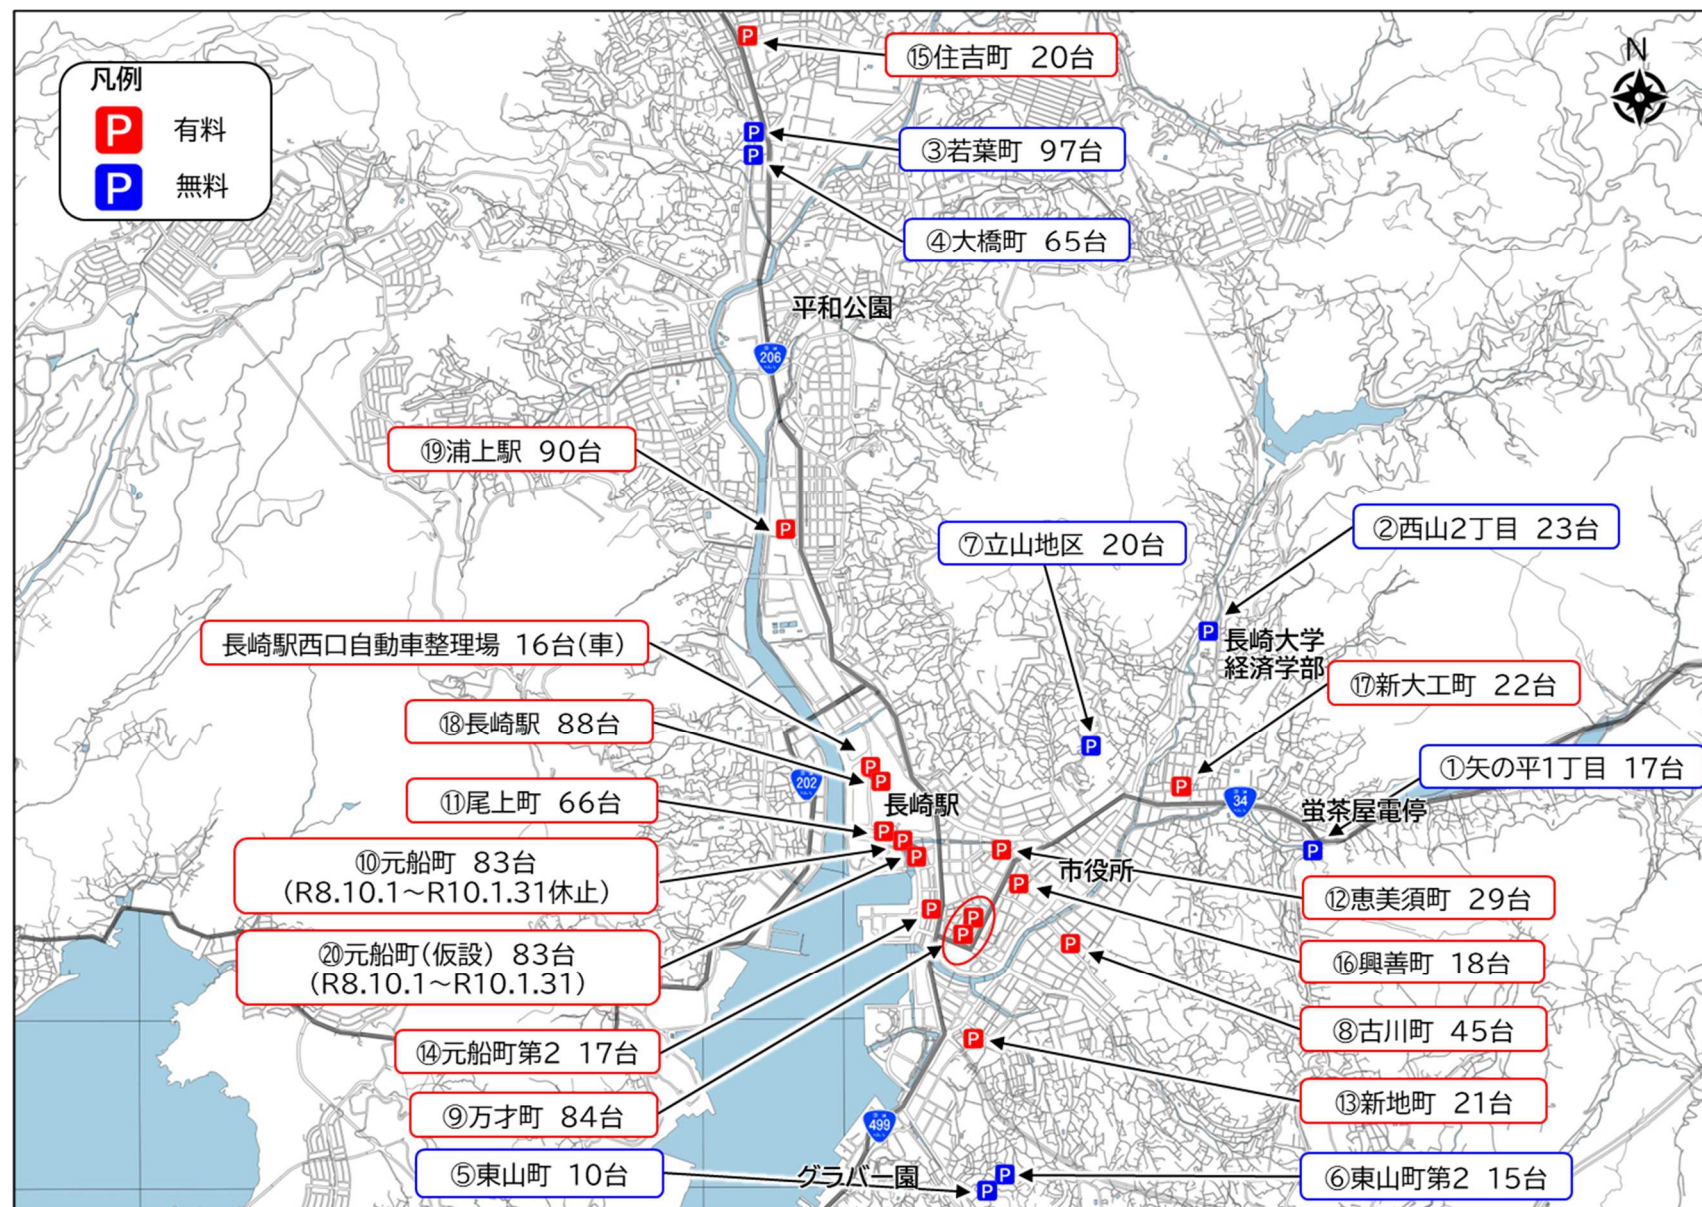 凡例
P 有料
P 無料
N
⑮住吉町 20台
③若葉町 97台
④大橋町 65台
平和公園
206
⑲浦上駅 90台
⑦立山地区 20台
②西山2丁目 23台
長崎大学
経済学部
長崎駅西口自動車整理場 16台(車)
⑰新大工町 22台
⑱長崎駅 88台
①矢の平1丁目 17台
202
34
⑪尾上町 66台
長崎駅
蛍茶屋電停
⑩元船町 83台
(R8.10.1~R10.1.31休止)
市役所
⑫恵美須町 29台
⑳元船町(仮設) 83台
(R8.10.1~R10.1.31)
⑯興善町 18台
⑧古川町 45台
⑭元船町第2 17台
⑨万才町 84台
⑬新地町 21台
499
⑤東山町 10台
グラバー園
⑥東山町第2 15台